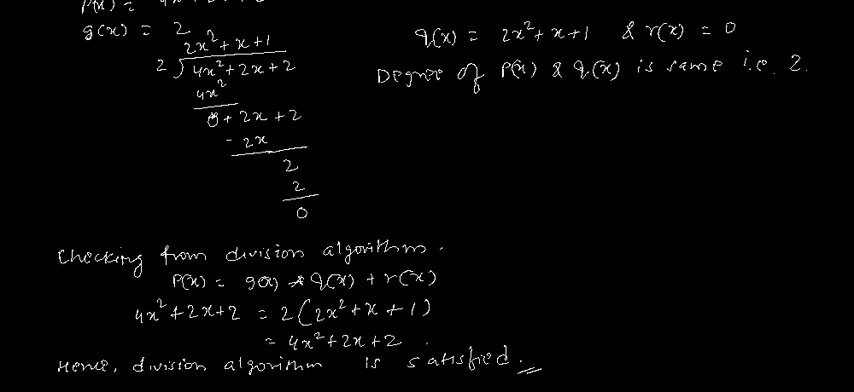 g(x) = 2
2x²+x+1
2)4x²+2x+2
4x²
0+2x+2
-2x
2
2
0
q(x) = 2x²+x+1 & r(x) = 0
Degree of P(x) & q(x) is same i.e. 2.
Checking from division algorithm.
P(x) = g(x) * q(x) + r(x)
4x²+2x+2 = 2(2x²+x+1)
= 4x²+2x+2.
Hence, division algorithm is satisfied.